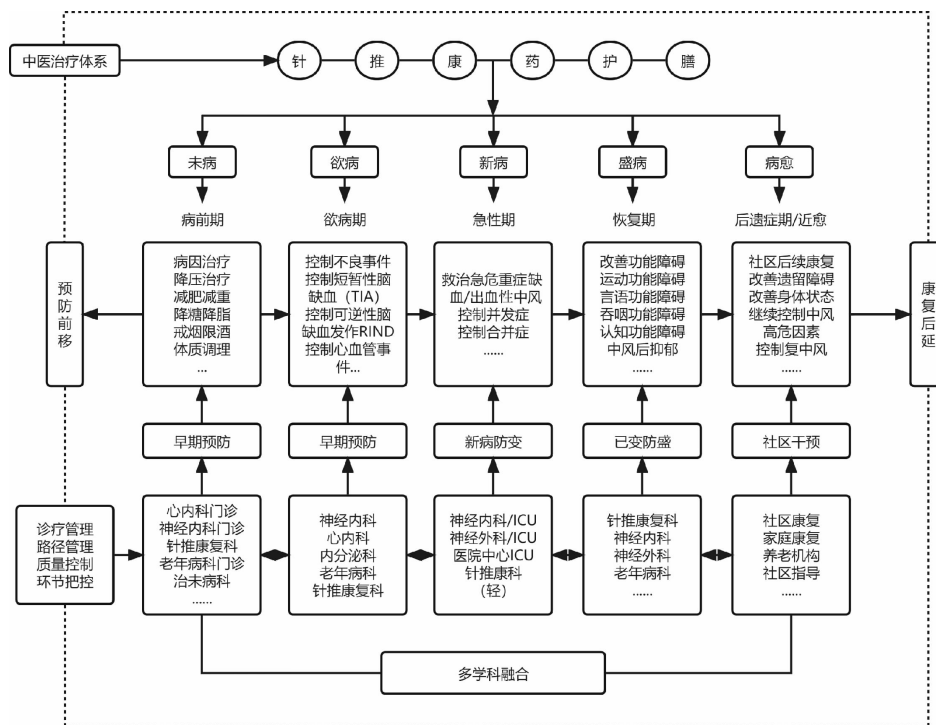 中医治疗体系
针
推
康
药
护
膳
未病
欲病
新病
盛病
病愈
病前期
欲病期
急性期
恢复期
后遗症期/近愈
预防前移
病因治疗
降压治疗
减肥减重
降糖降脂
戒烟限酒
体质调理
...
控制不良事件
控制短暂性脑
缺血（TIA）
控制可逆性脑
缺血发作RIND
控制心血管事
件...
救治急危重症缺
血/出血性中风
控制并发症
控制合并症
......
改善功能障碍
运动功能障碍
言语功能障碍
吞咽功能障碍
认知功能障碍
中风后抑郁
......
社区后续康复
改善遗留障碍
改善身体状态
继续控制中风
高危因素
控制复中风
......
康复后延
早期预防
早期预防
新病防变
已变防盛
社区干预
诊疗管理
路径管理
质量控制
环节把控
心内科门诊
神经内科门诊
针推康复科
老年病科门诊
治未病科
......
神经内科
心内科
内分泌科
老年病科
针推康复科
神经内科/ICU
神经外科/ICU
医院中心ICU
针推康科
（轻）
针推康复科
神经内科
神经外科
老年病科
......
社区康复
家庭康复
养老机构
社区指导
......
多学科融合